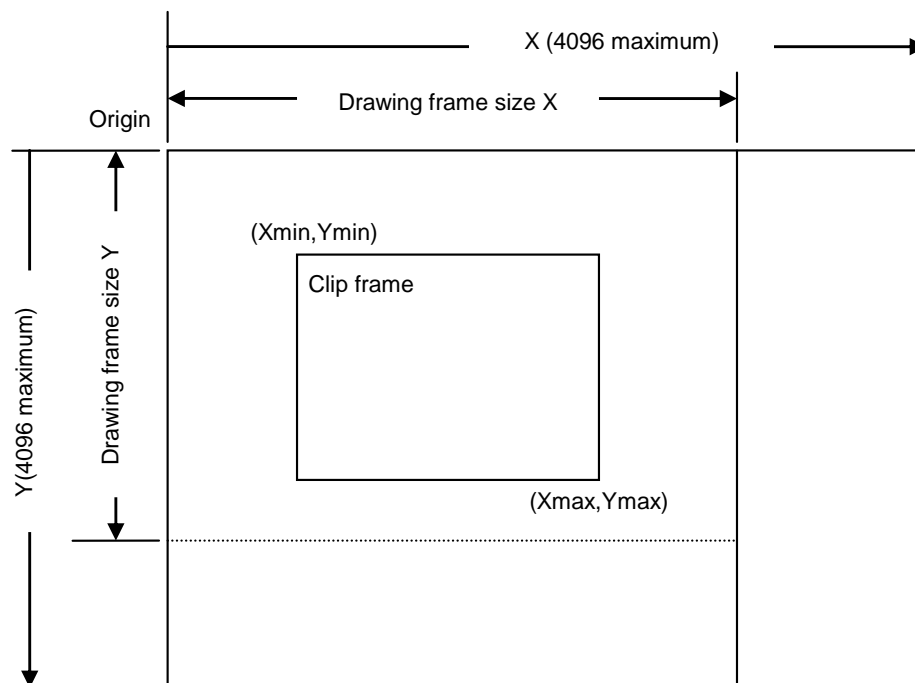 X (4096 maximum)
Drawing frame size X
Origin
(Xmin,Ymin)
Clip frame
Drawing frame size Y
Y(4096 maximum)
(Xmax,Ymax)